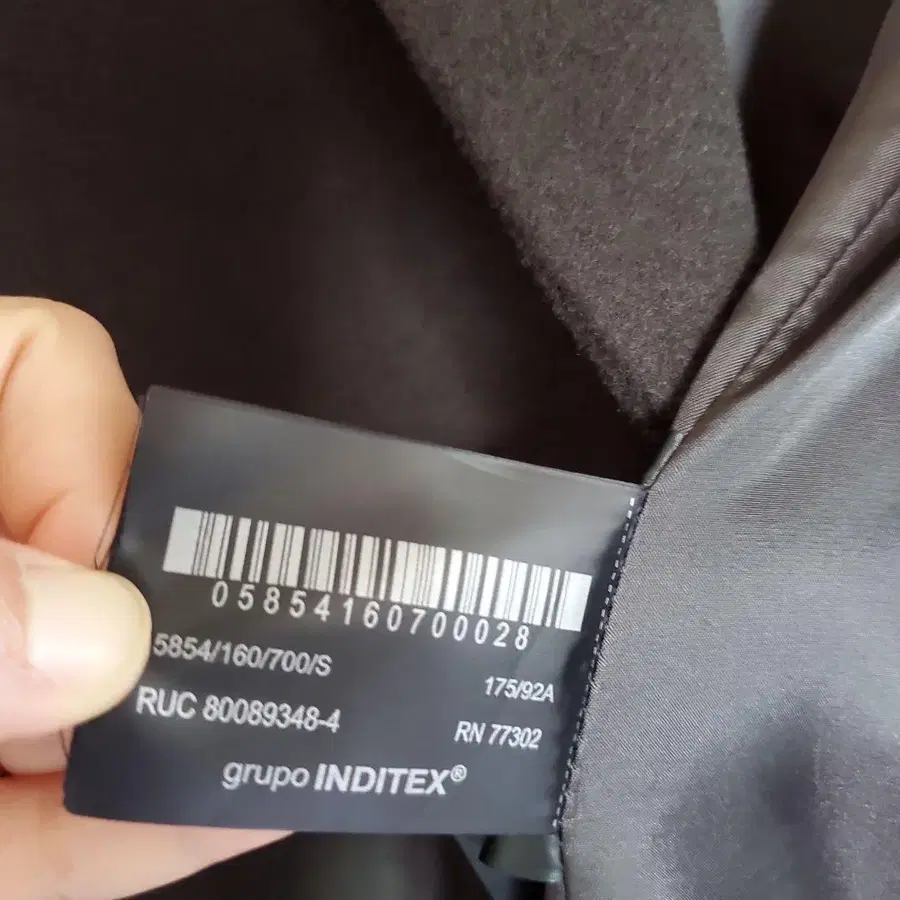 05854160700028
5854/160/700/S
175/92A
RUC 80089348-4
RN 77302
grupo INDITEX®